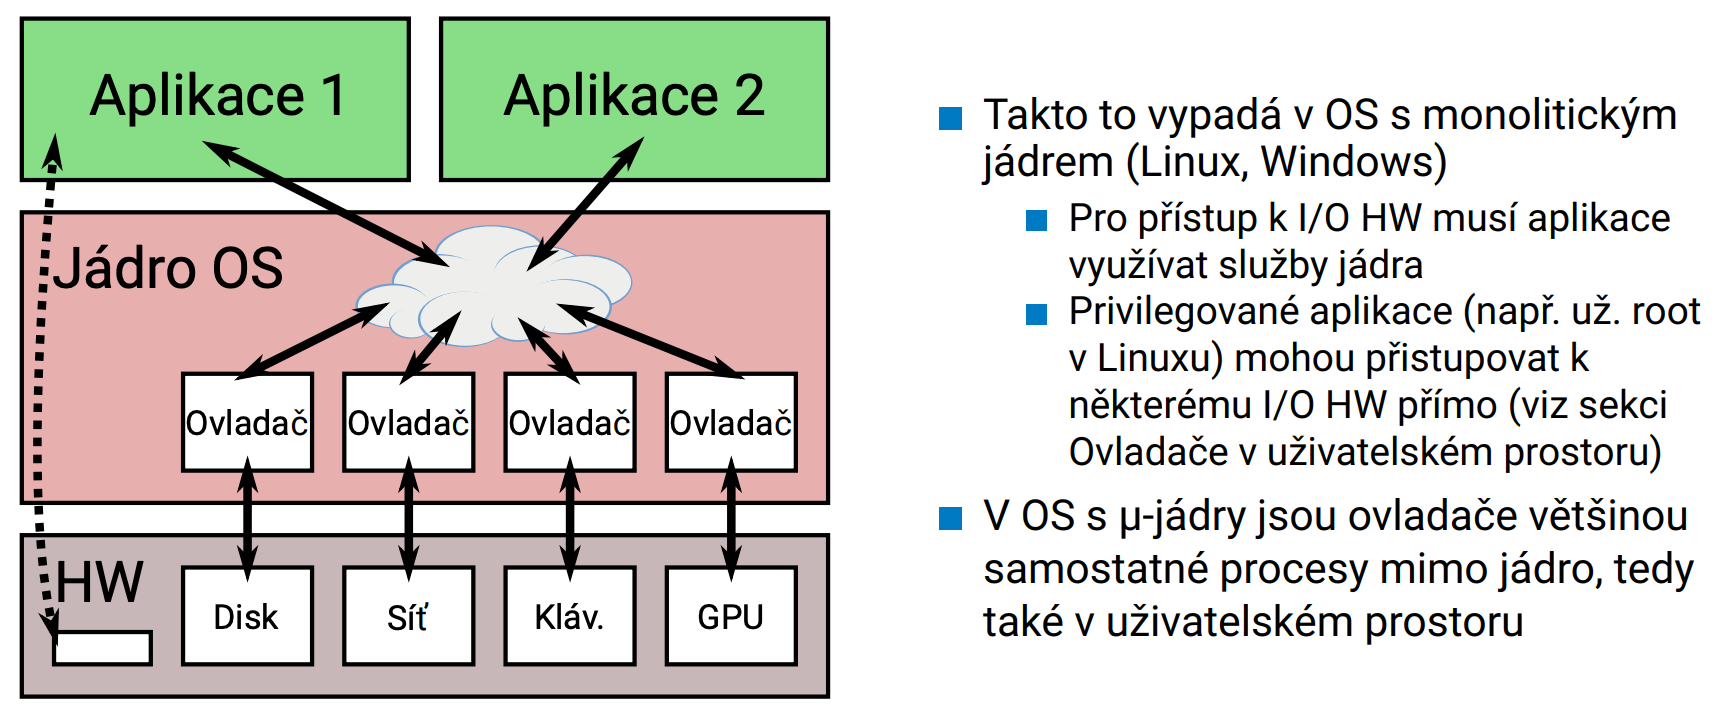 Aplikace 1
Aplikace 2
Jádro OS
Ovladač
Ovladač
Ovladač
Ovladač
HW
Disk
Síť
Kláv.
GPU
Takto to vypadá v OS s monolitickým
jádrem (Linux, Windows)
Pro přístup k I/O HW musí aplikace
využívat služby jádra
Privilegované aplikace (např. už. root
v Linuxu) mohou přistupovat k
některému I/O HW přímo (viz sekci
Ovladače v uživatelském prostoru)
V OS s µ-jádry jsou ovladače většinou
samostatné procesy mimo jádro, tedy
také v uživatelském prostoru